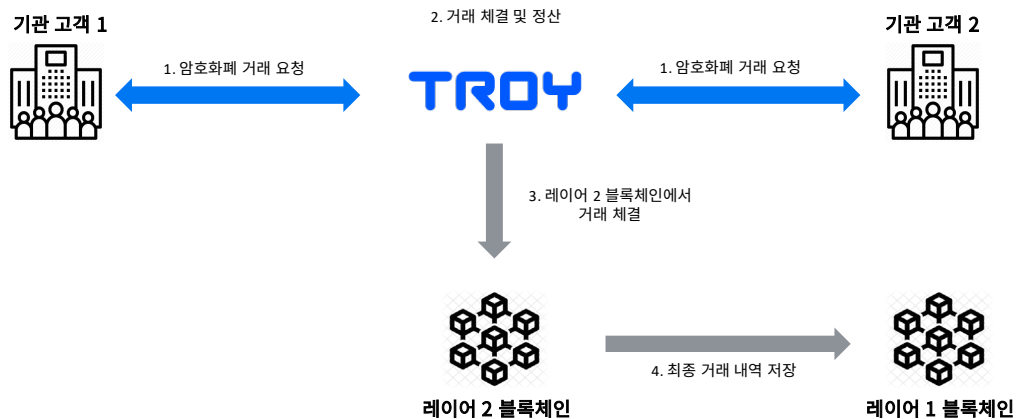 기관 고객 1
2. 거래 체결 및 정산
기관 고객 2
1. 암호화폐 거래 요청
TROY
1. 암호화폐 거래 요청
3. 레이어 2 블록체인에서
거래 체결
4. 최종 거래 내역 저장
레이어 2 블록체인
레이어 1 블록체인